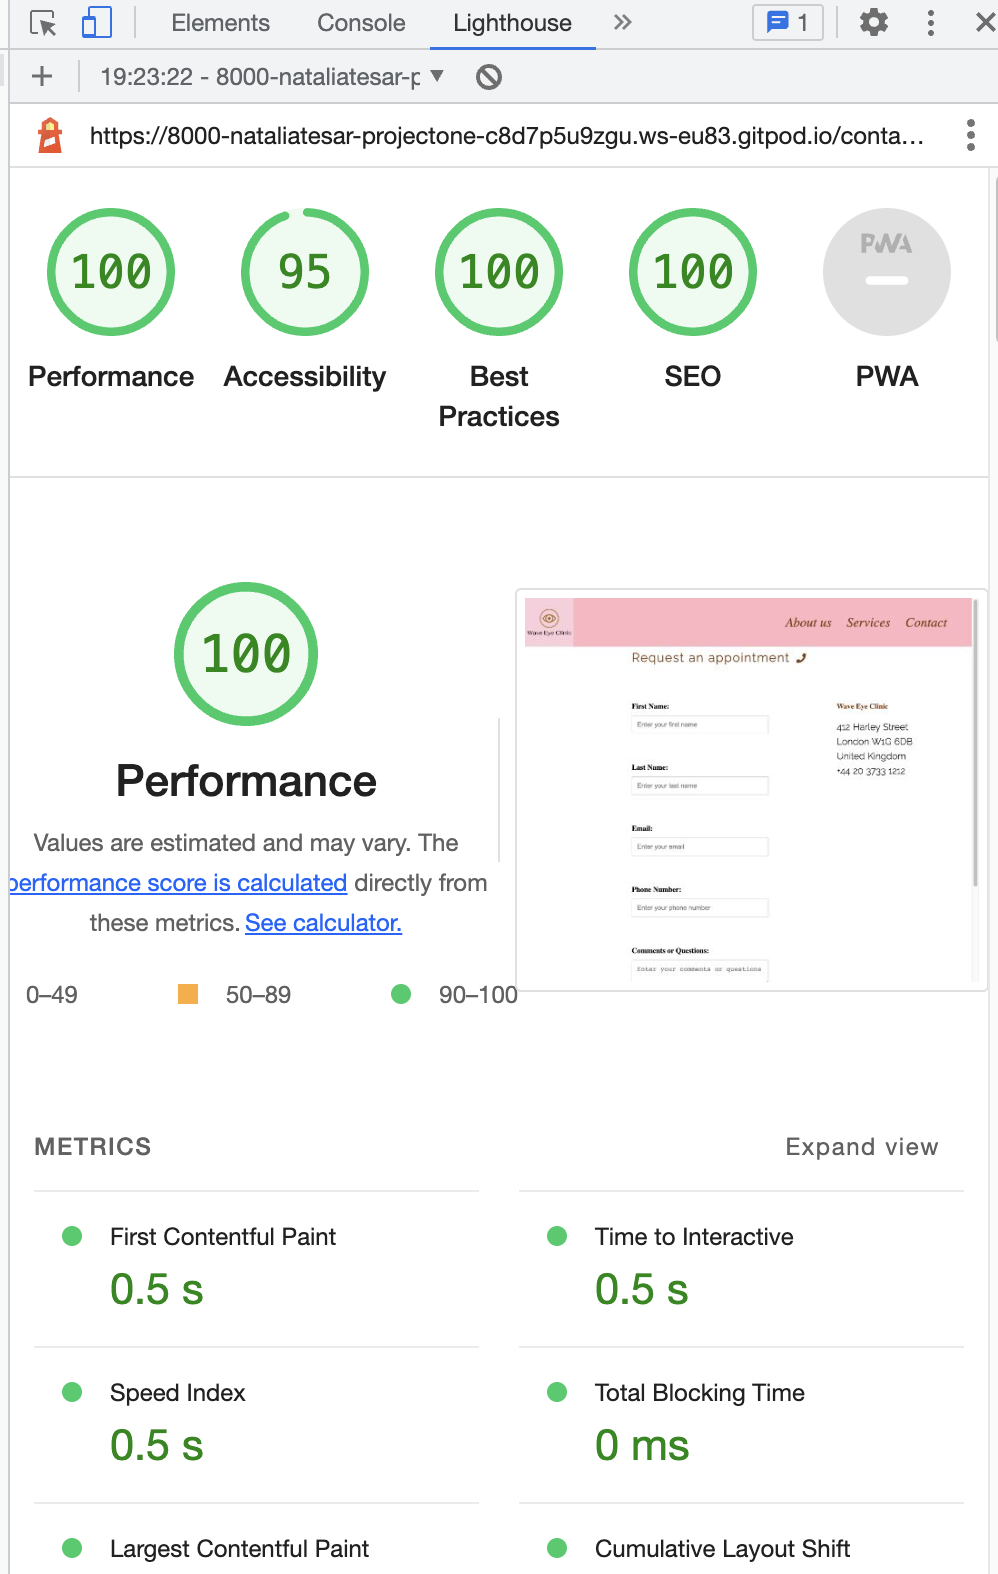 Elements Console Lighthouse 1
19:23:22 - 8000-nataliatesar-p
https://8000-nataliatesar-projectone-c8d7p5u9zgu.ws-eu83.gitpod.io/conta…
100 95 100 100 PWA
Performance Accessibility Best Practices SEO PWA
100
Performance
Values are estimated and may vary. The
performance score is calculated directly from
these metrics. See calculator.
0–49 50–89 90–100
Wave Eye Clinic
About us Services Contact
Request an appointment
First Name:
Enter your first name
Last Name:
Enter your last name
Email:
Enter your email
Phone Number:
Enter your phone number
Comments or Questions:
Enter your comments or questions
Wave Eye Clinic
412 Harley Street
London W1G 6DB
United Kingdom
+44 20 3733 1212
METRICS Expand view
First Contentful Paint Time to Interactive
0.5 s 0.5 s
Speed Index Total Blocking Time
0.5 s 0 ms
Largest Contentful Paint Cumulative Layout Shift